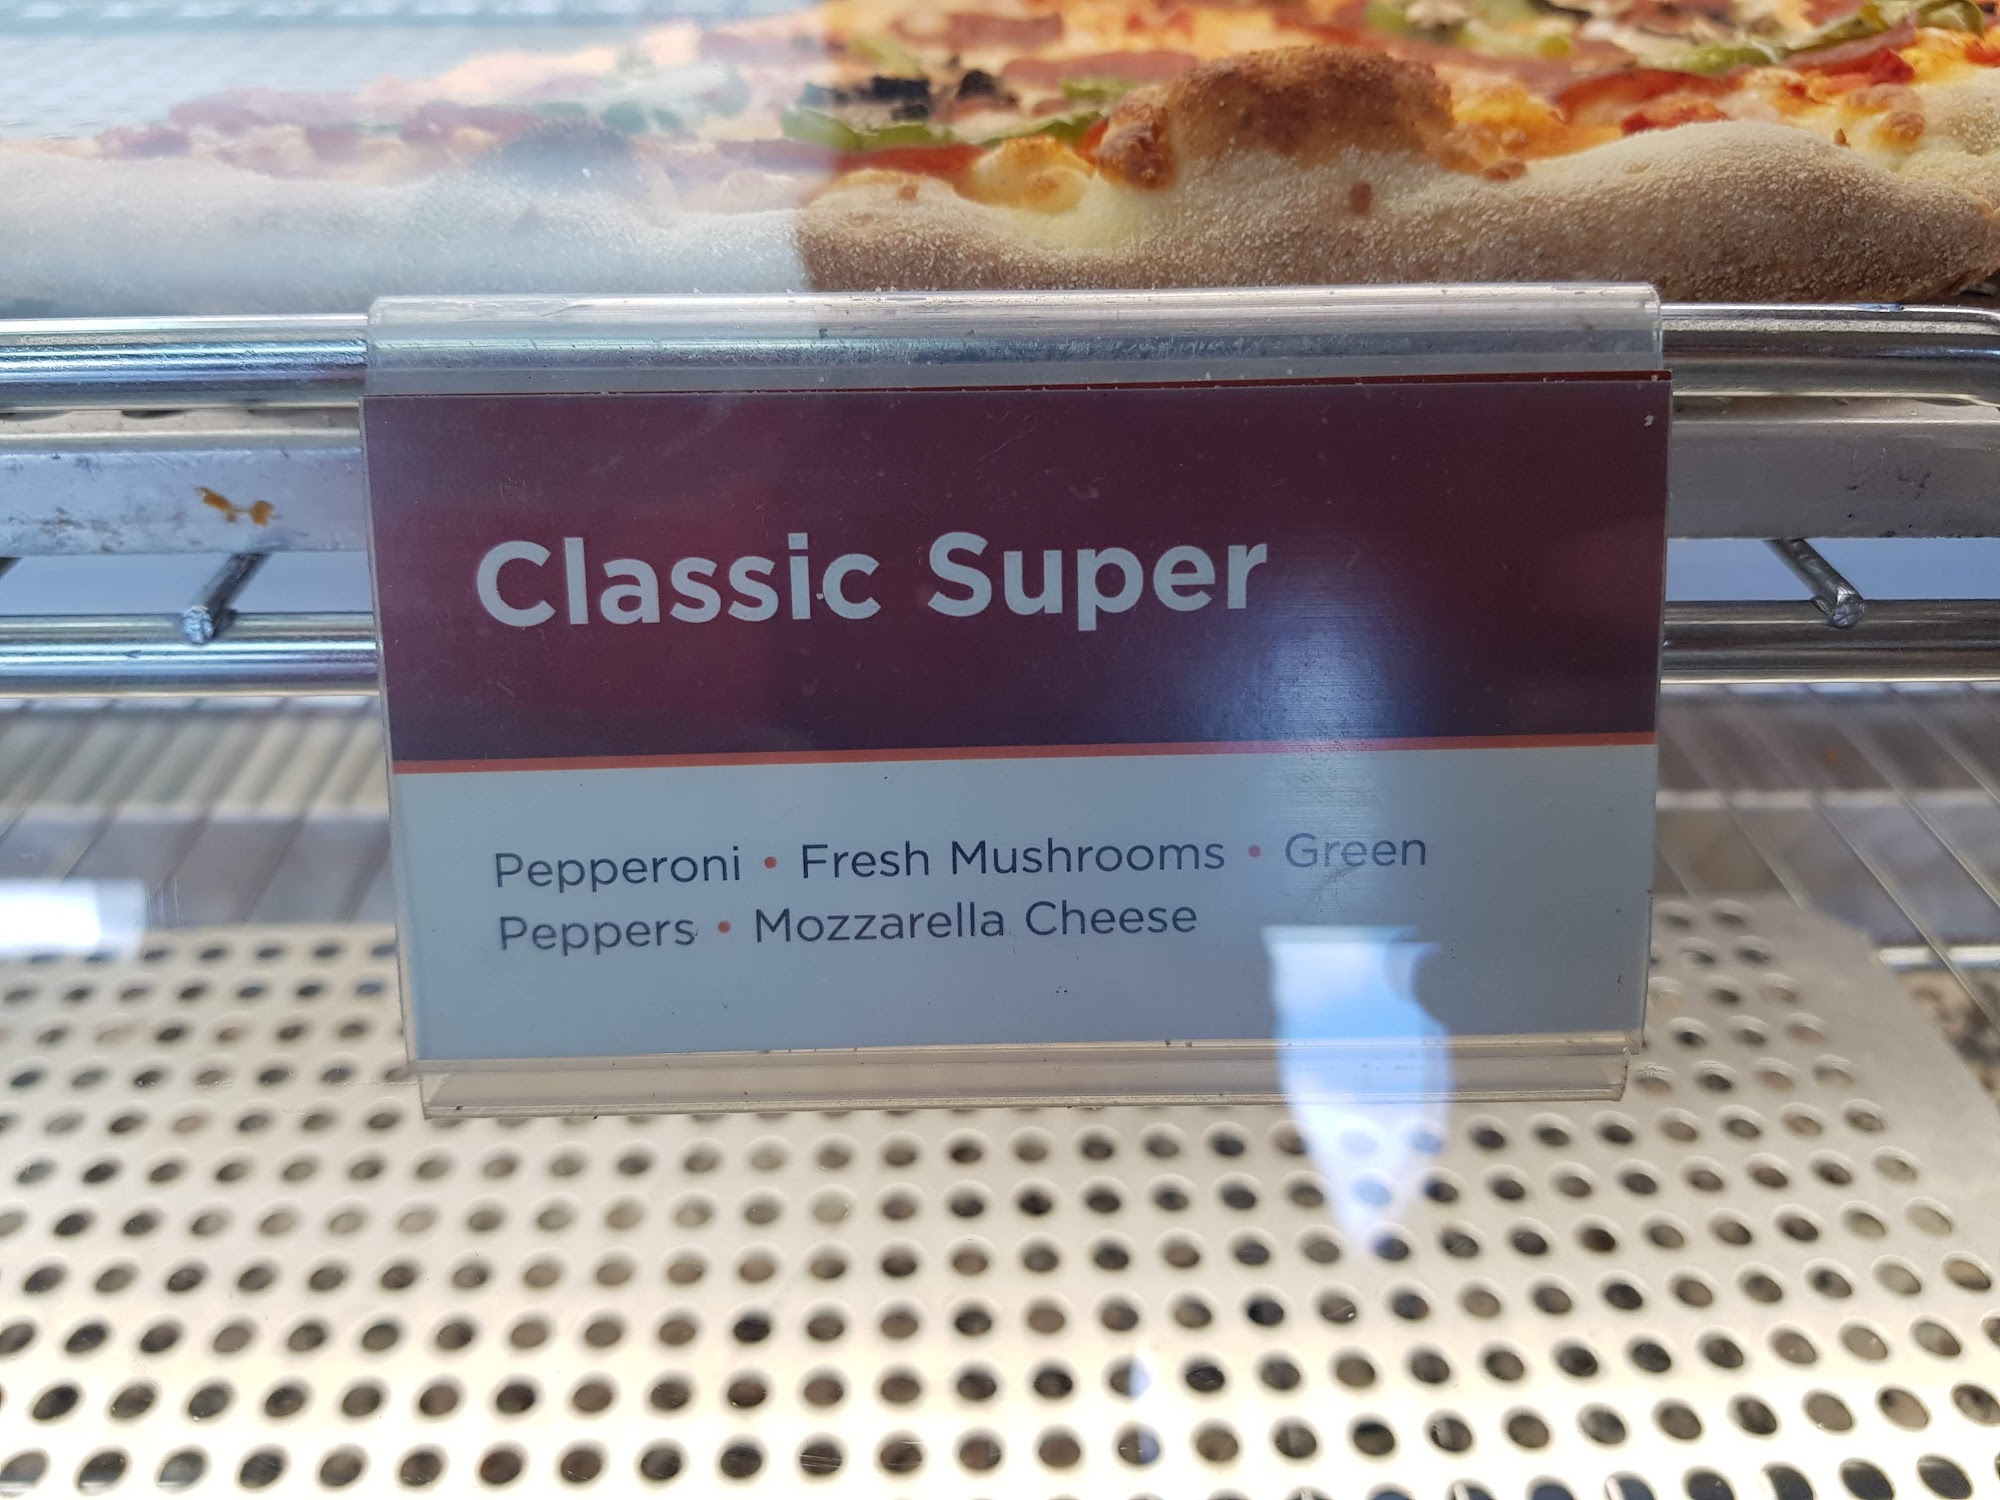 Classic Super
Pepperoni • Fresh Mushrooms • Green
Peppers • Mozzarella Cheese